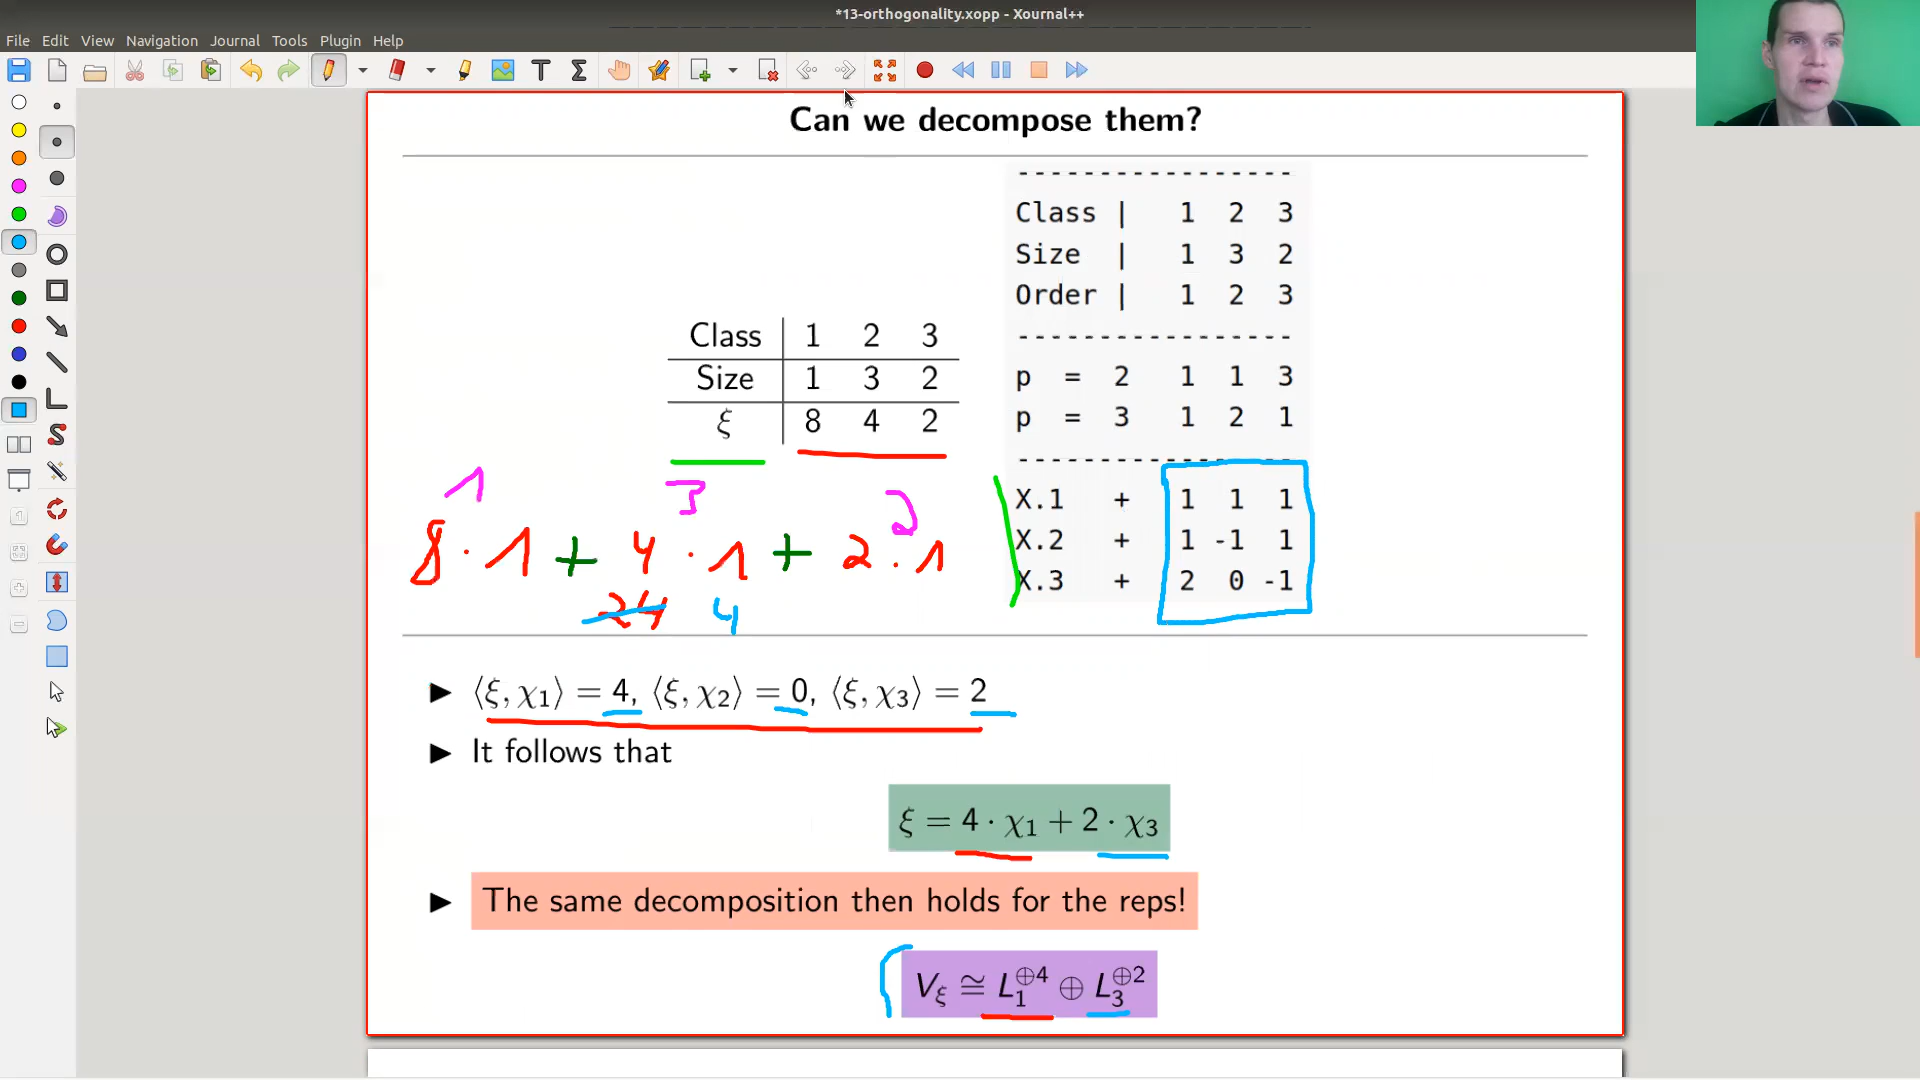 *13-orthogonality.xopp - Xournal++
File Edit View Navigation Journal Tools Plugin Help
Can we decompose them?
-----------------
Class | 1 2 3
Size | 1 3 2
Order | 1 2 3
-----------------
p = 2 1 1 3
p = 3 1 2 1
-----------------
X.1 + 1 1 1
X.2 + 1 -1 1
X.3 + 2 0 -1
Class 1 2 3
Size 1 3 2
ξ 8 4 2
1 3 2
8 · 1 + 4 · 1 + 2 · 1
24 4
► ⟨ξ, χ₁⟩ = 4, ⟨ξ, χ₂⟩ = 0, ⟨ξ, χ₃⟩ = 2
► It follows that
ξ = 4 · χ₁ + 2 · χ₃
► The same decomposition then holds for the reps!
V_ξ ≅ L₁^⊕4 ⊕ L₃^⊕2